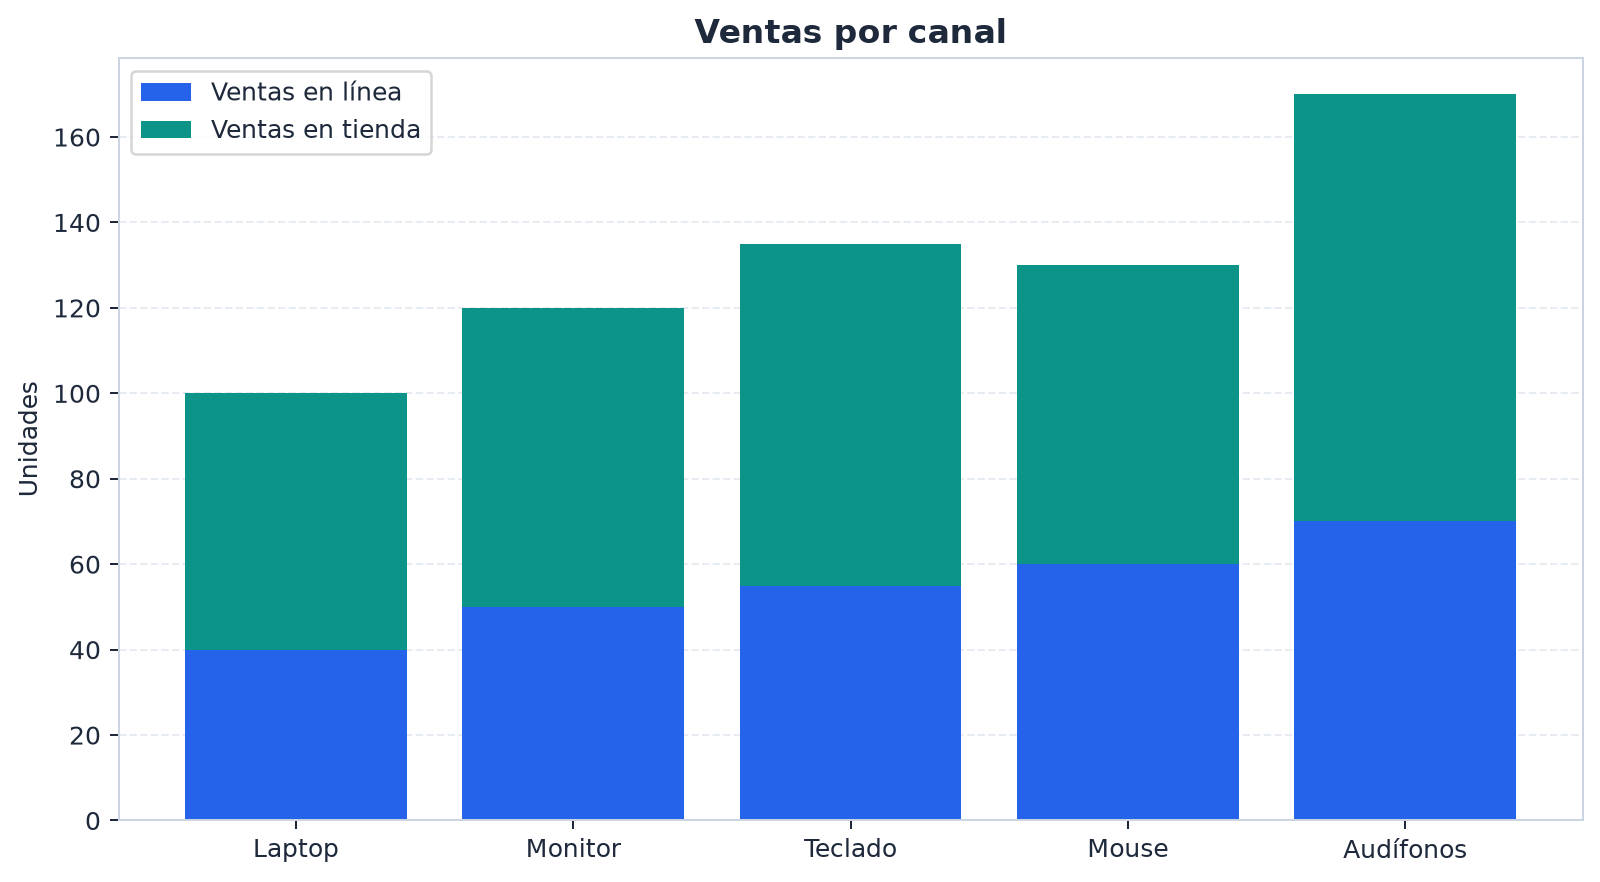 Ventas por canal
Ventas en línea
Ventas en tienda
Unidades
160
140
120
100
80
60
40
20
0
Laptop Monitor Teclado Mouse Audífonos